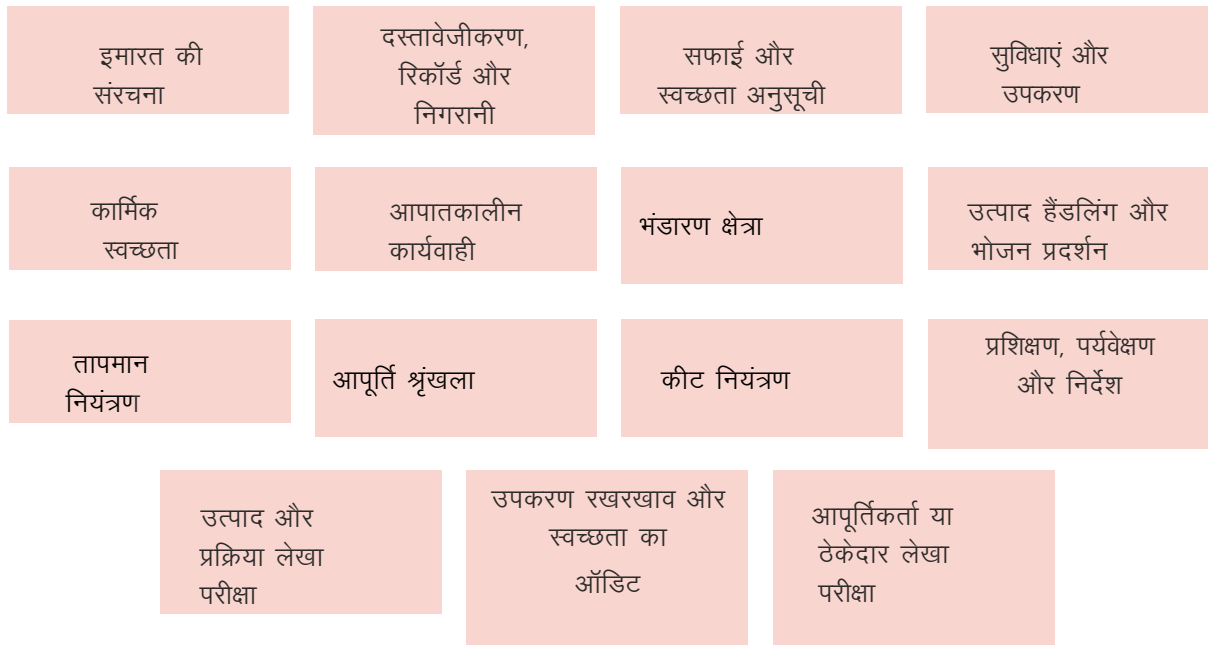 इमारत की
संरचना
दस्तावेजीकरण,
रिकॉर्ड और
निगरानी
सफाई और
स्वच्छता अनुसूची
सुविधाएं और
उपकरण
कार्मिक
स्वच्छता
आपातकालीन
कार्यवाही
भंडारण क्षेत्रा
उत्पाद हैंडलिंग और
भोजन प्रदर्शन
तापमान
नियंत्रण
आपूर्ति श्रृंखला
कीट नियंत्रण
प्रशिक्षण, पर्यवेक्षण
और निर्देश
उत्पाद और
प्रक्रिया लेखा
परीक्षा
उपकरण रखरखाव और
स्वच्छता का
ऑडिट
आपूर्तिकर्ता या
ठेकेदार लेखा
परीक्षा